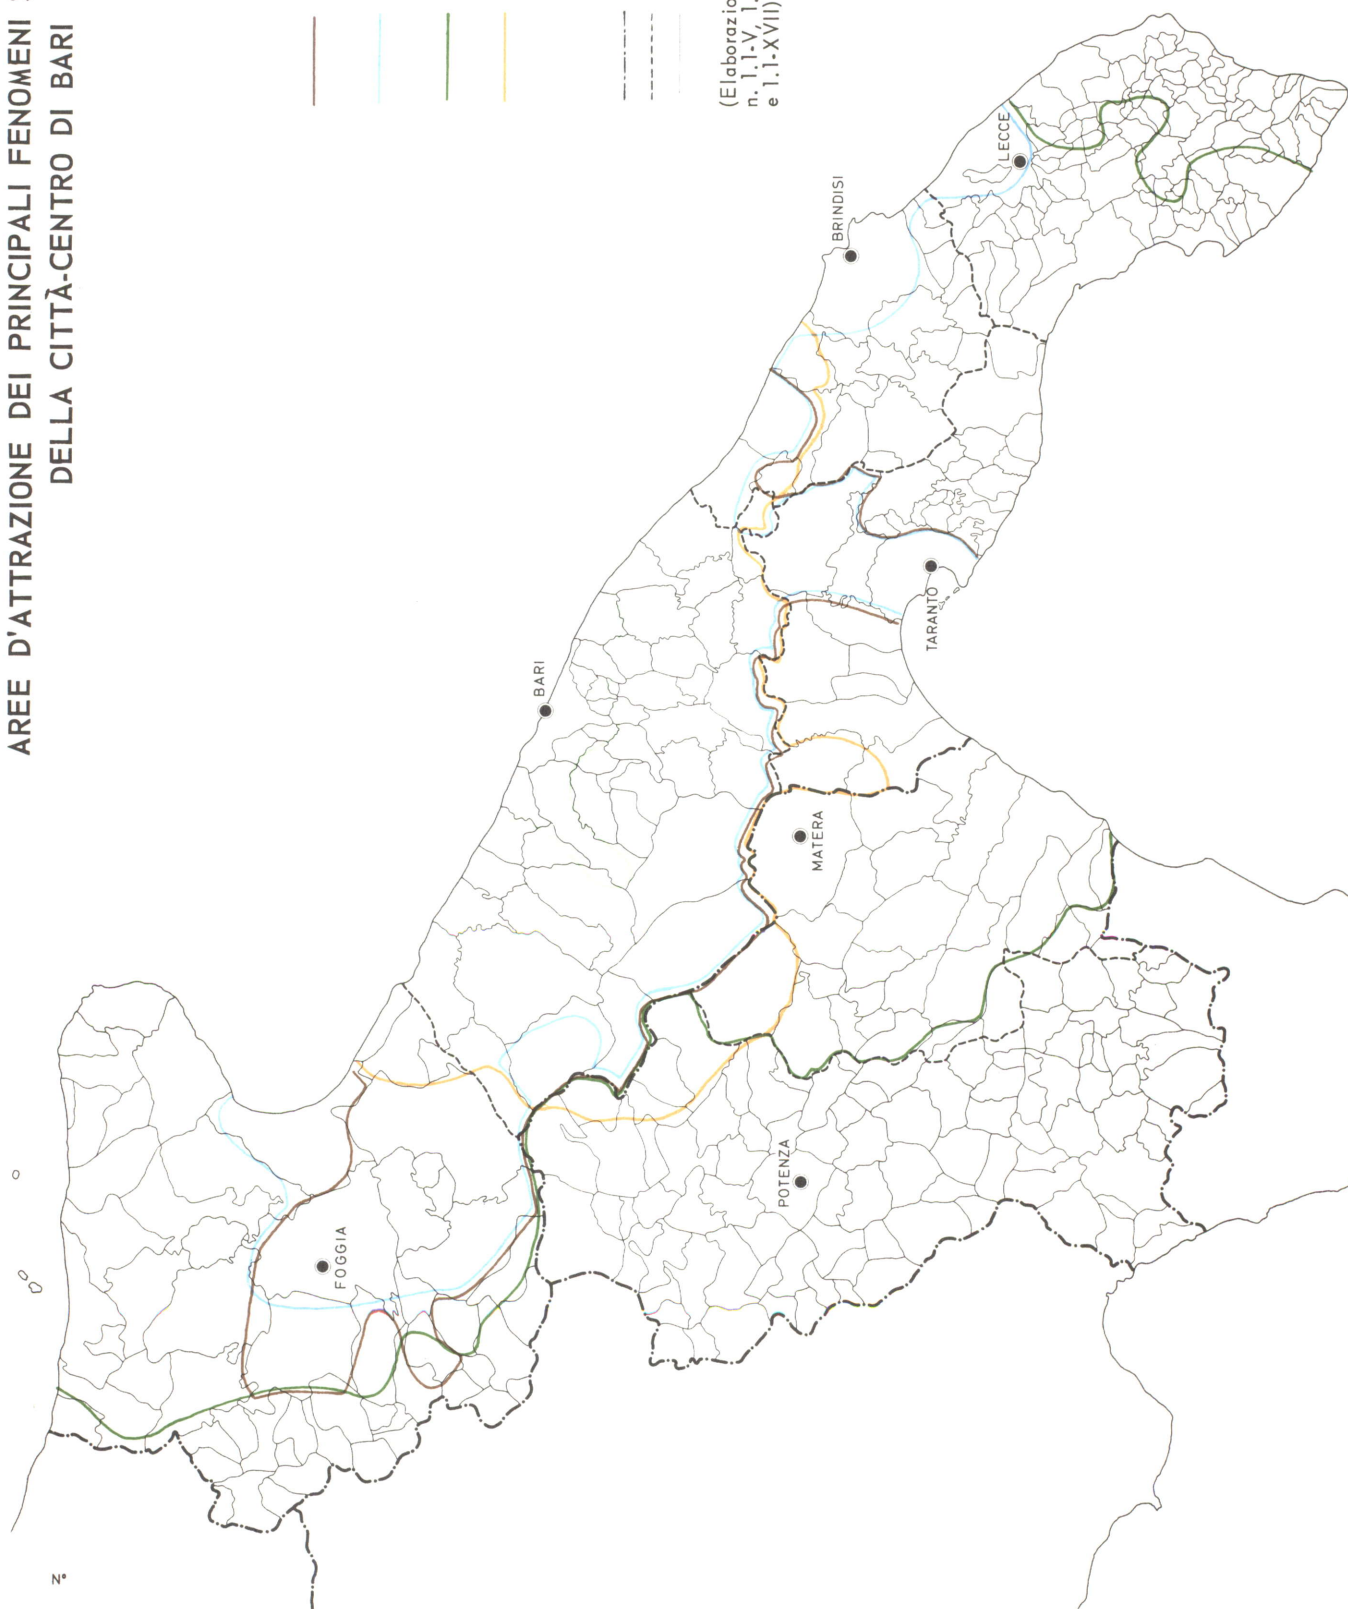 AREE D'ATTRAZIONE DEI PRINCIPALI FENOMENI
DELLA CITTÀ-CENTRO DI BARI
(Elaborazio
n. 1.1-V, 1.
e 1.1-XVII)
LECCE
BRINDISI
TARANTO
BARI
MATERA
POTENZA
FOGGIA
N°